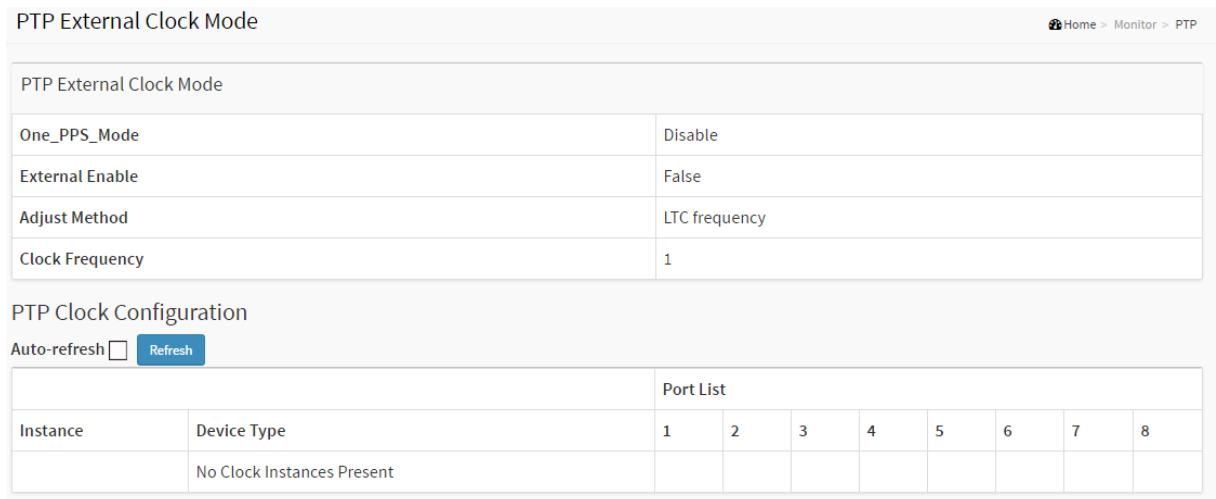 PTP External Clock Mode
Home > Monitor > PTP
PTP External Clock Mode
One_PPS_Mode Disable
External Enable False
Adjust Method LTC frequency
Clock Frequency 1
PTP Clock Configuration
Auto-refresh Refresh
Port List
Instance Device Type 1 2 3 4 5 6 7 8
No Clock Instances Present